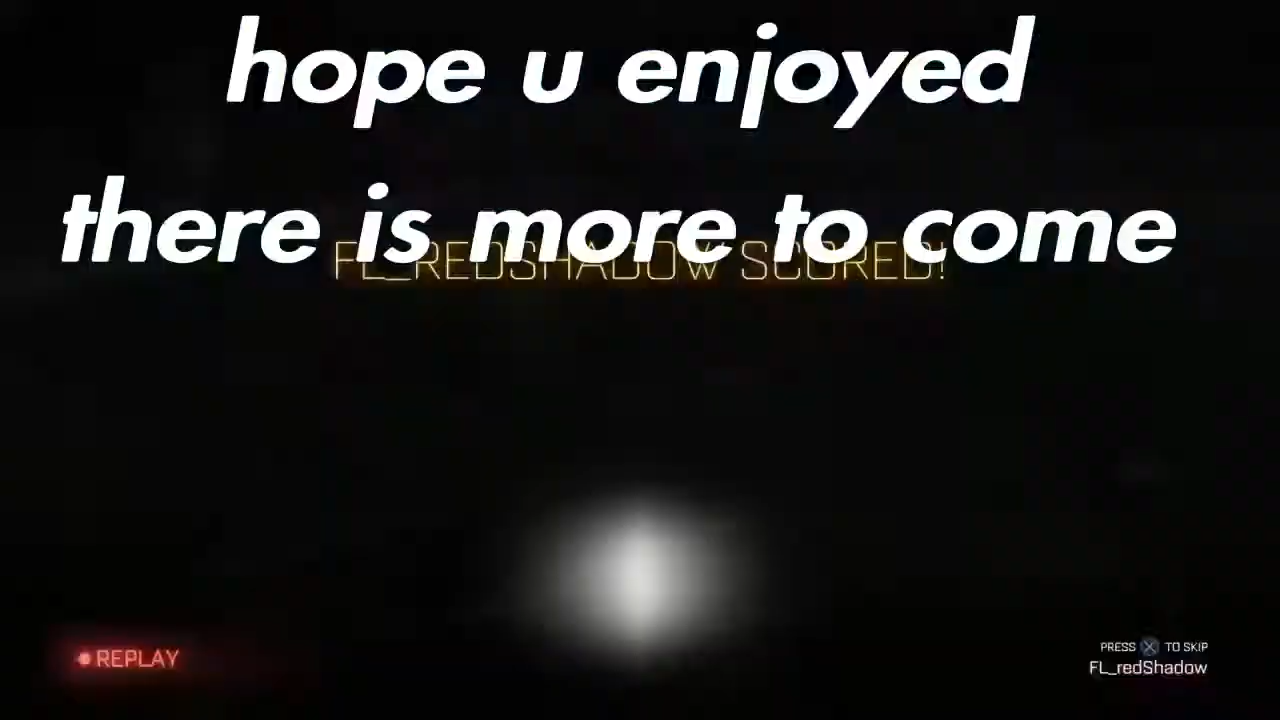 hope u enjoyed
there is more to come
FL_REDSHADOW SCORED!
REPLAY
PRESS X TO SKIP
FL_redShadow